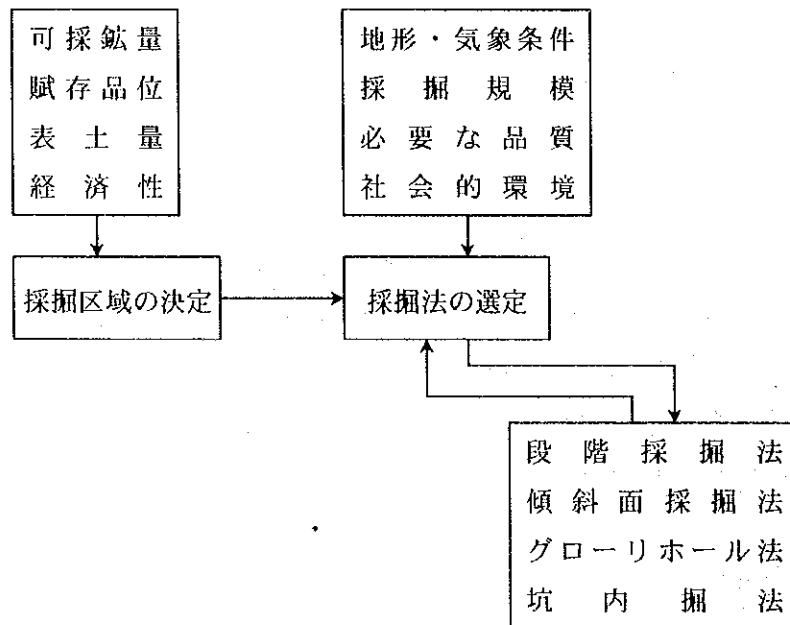 可採鉱量
賦存品位
表土量
経済性
地形・気象条件
採掘規模
必要な品質
社会的環境
採掘区域の決定
採掘法の選定
段階採掘法
傾斜面採掘法
グローリホール法
坑内掘法